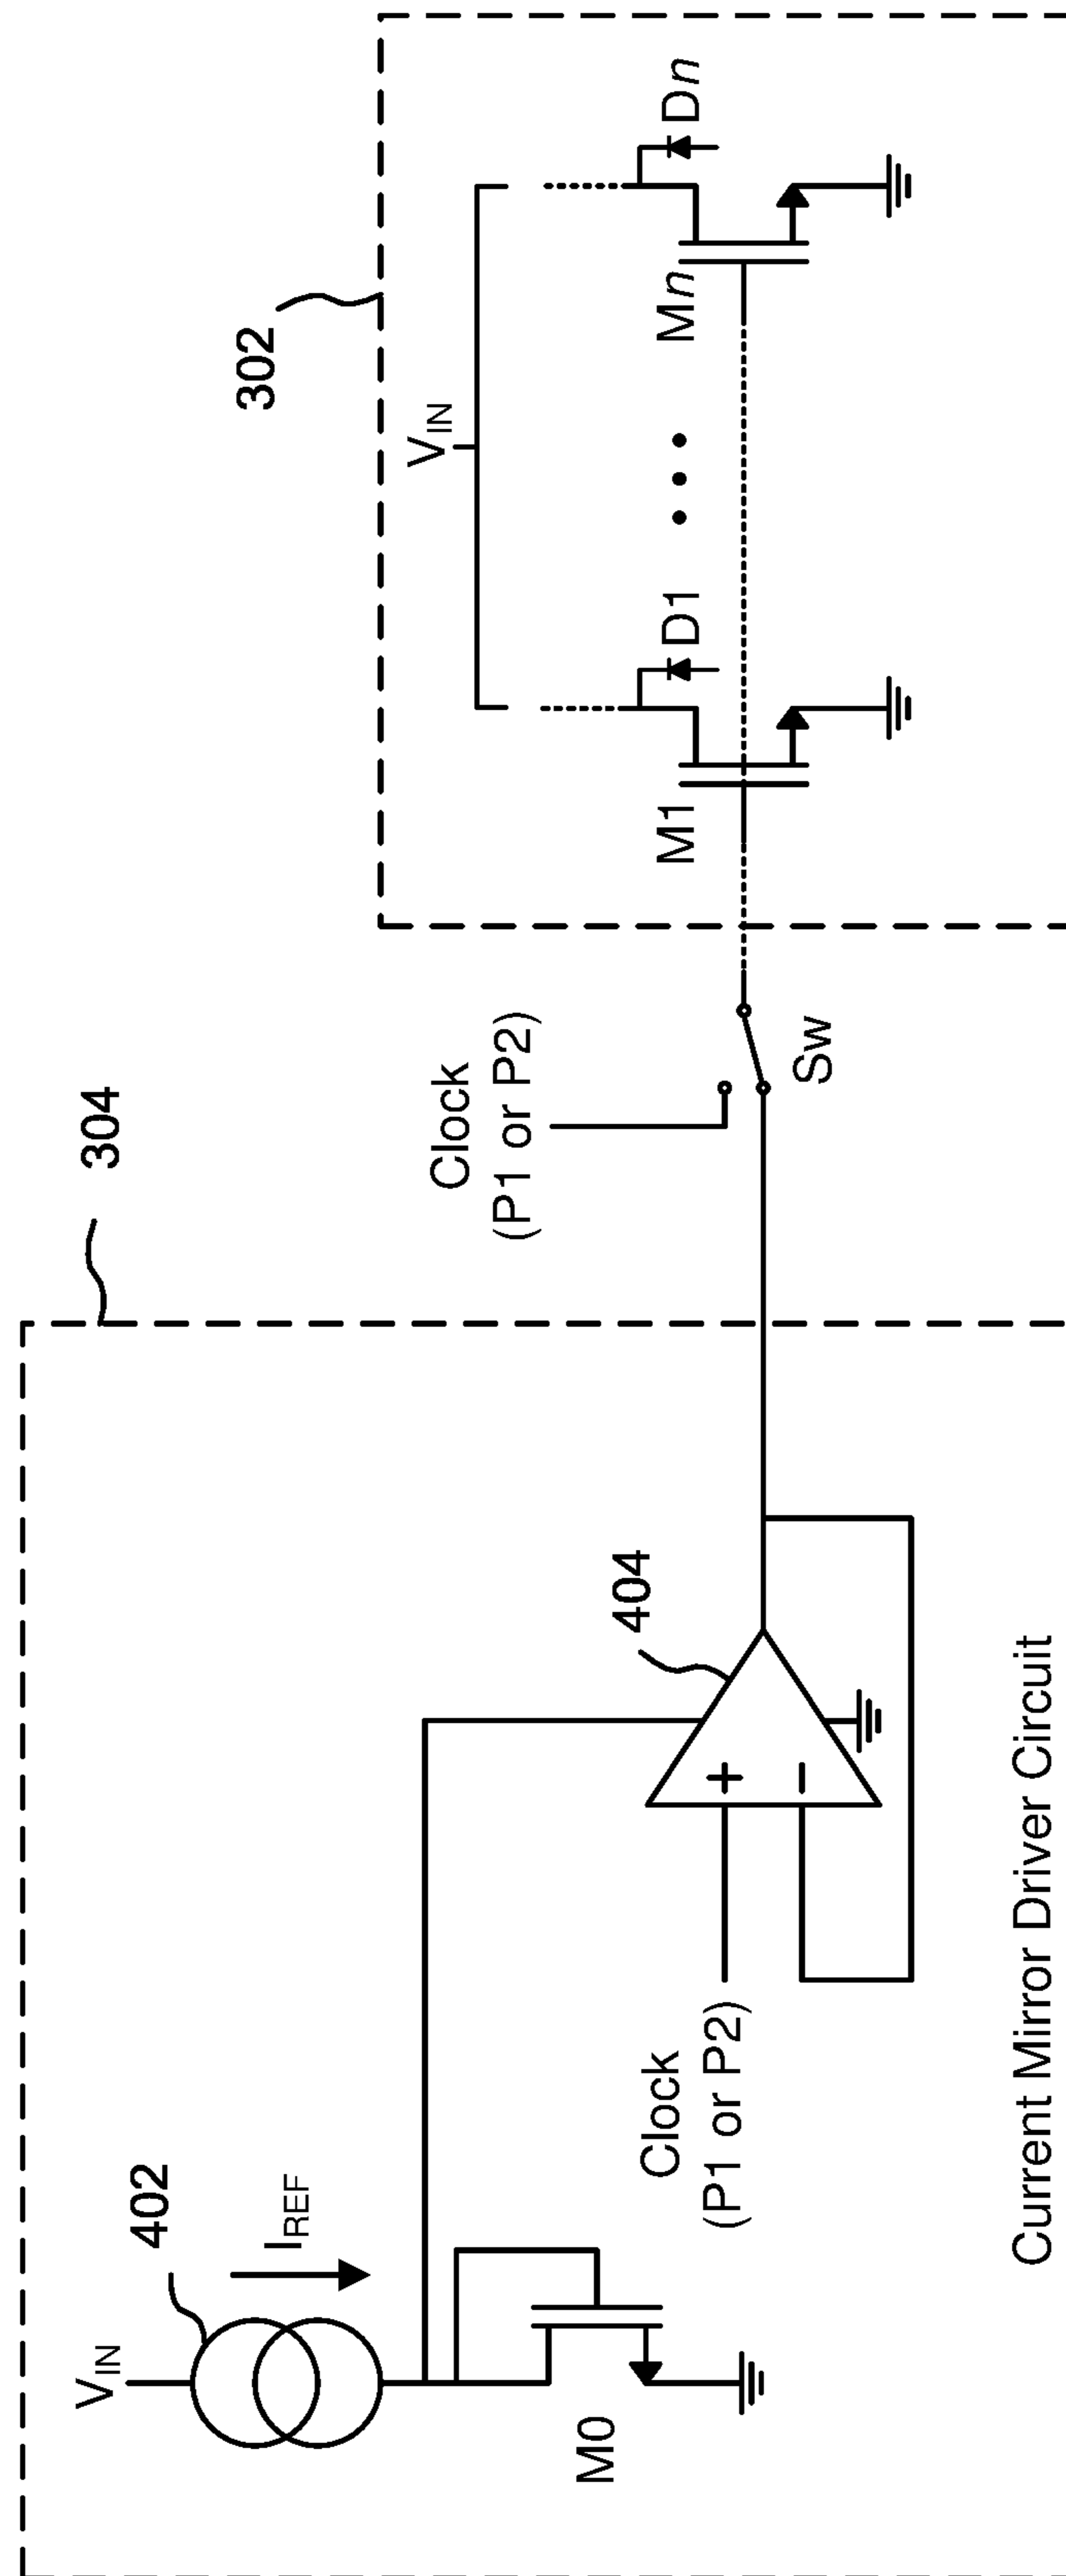 304
302
V_IN
402
I_REF
M0
Clock
(P1 or P2)
+
−
404
Current Mirror Driver Circuit
Clock
(P1 or P2)
Sw
V_IN
M1
D1
• • •
Mn
Dn